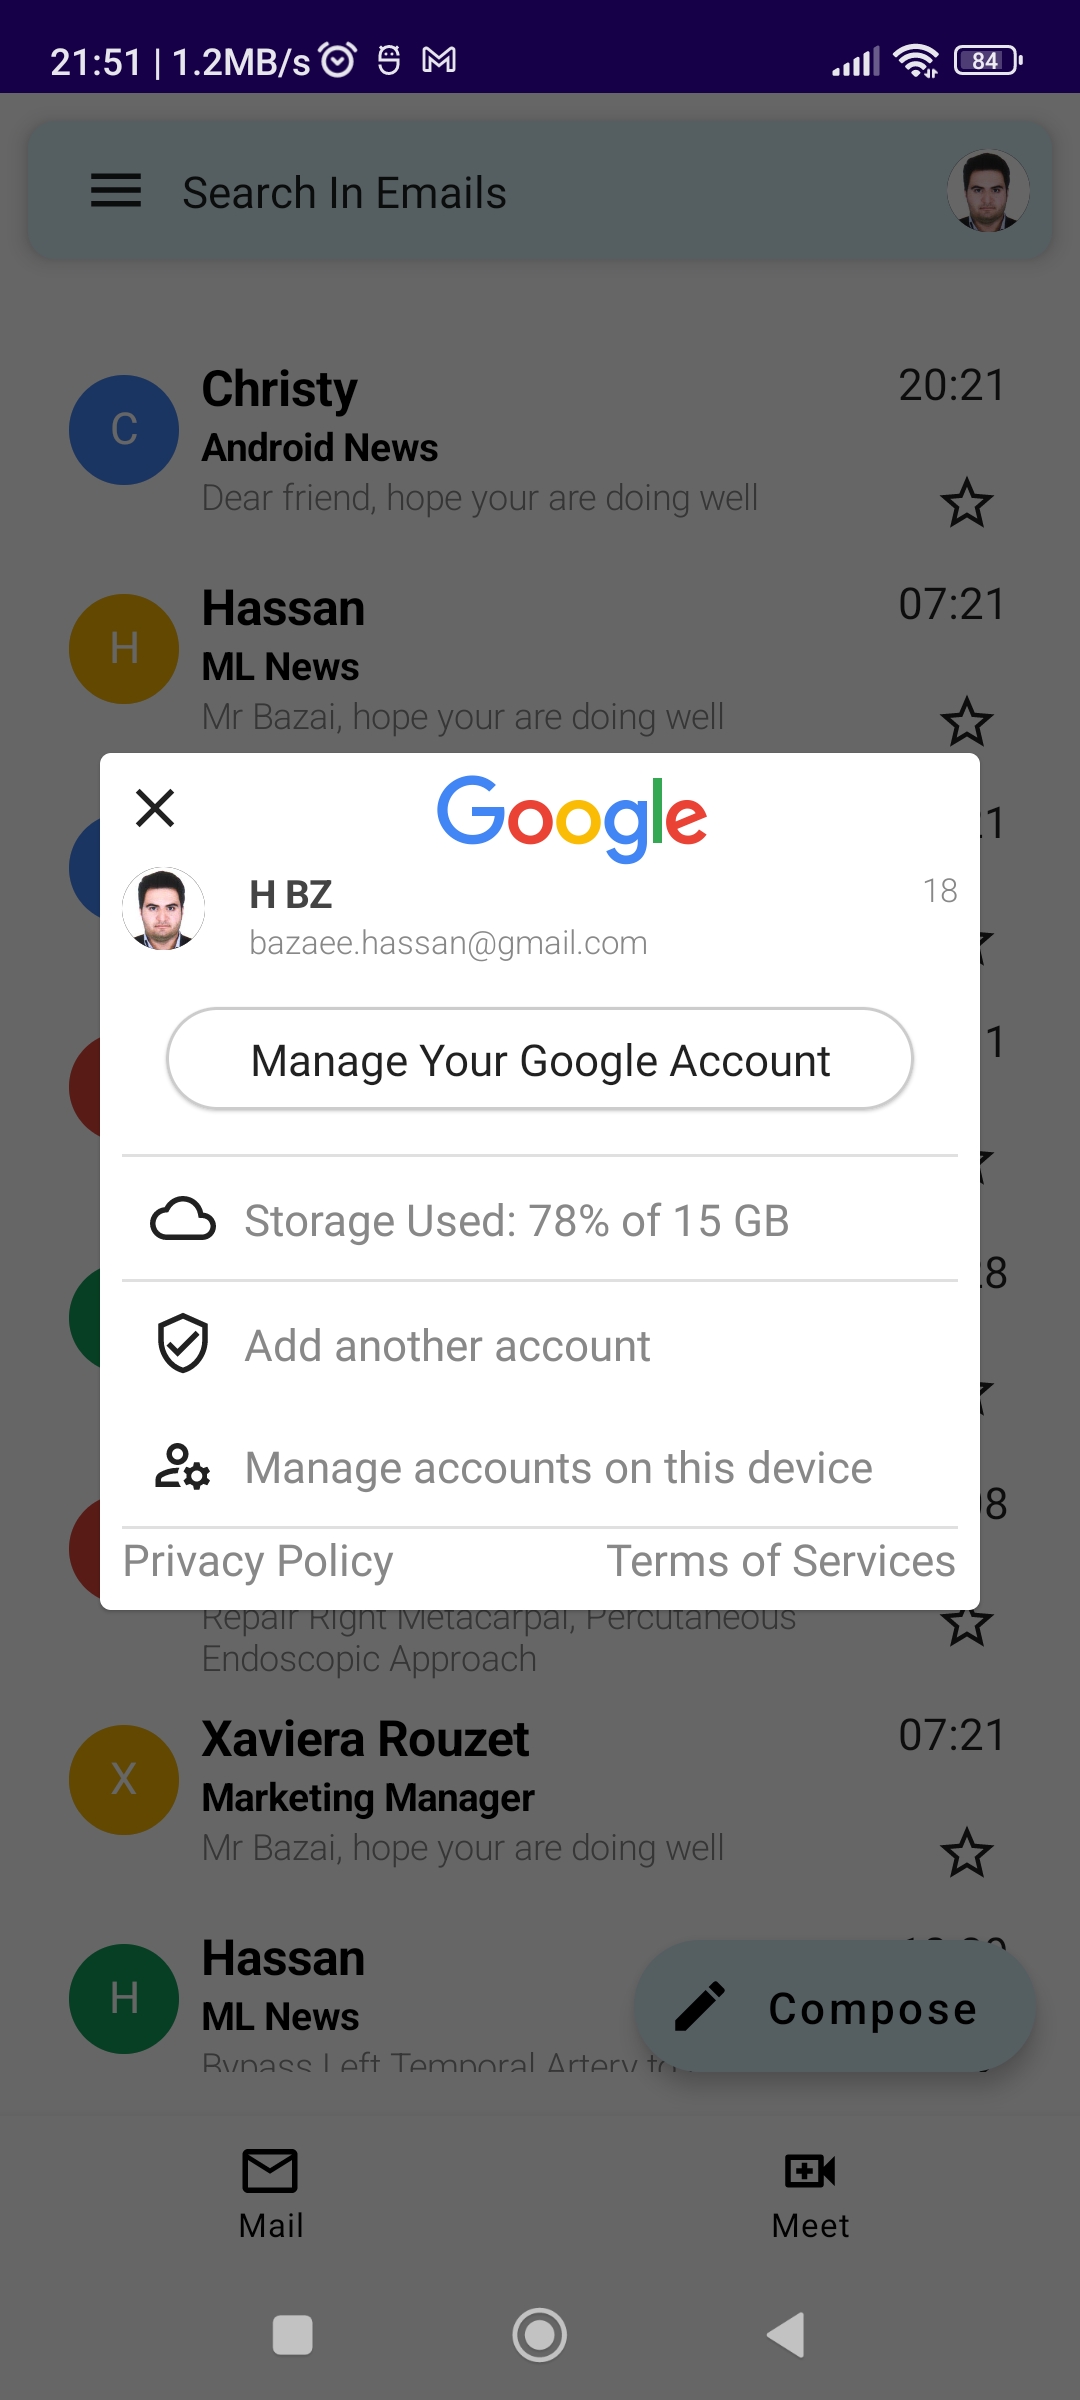 21:51 | 1.2MB/s
84
Search In Emails
C
Christy
20:21
Android News
Dear friend, hope your are doing well
H
Hassan
07:21
ML News
Mr Bazai, hope your are doing well
Google
H BZ
18
bazaee.hassan@gmail.com
Manage Your Google Account
Storage Used: 78% of 15 GB
Add another account
Manage accounts on this device
Privacy Policy
Terms of Services
Repair Right Metacarpal, Percutaneous
Endoscopic Approach
X
Xaviera Rouzet
07:21
Marketing Manager
Mr Bazai, hope your are doing well
H
Hassan
ML News
Bypass Left Temporal Artery to
Compose
Mail
Meet